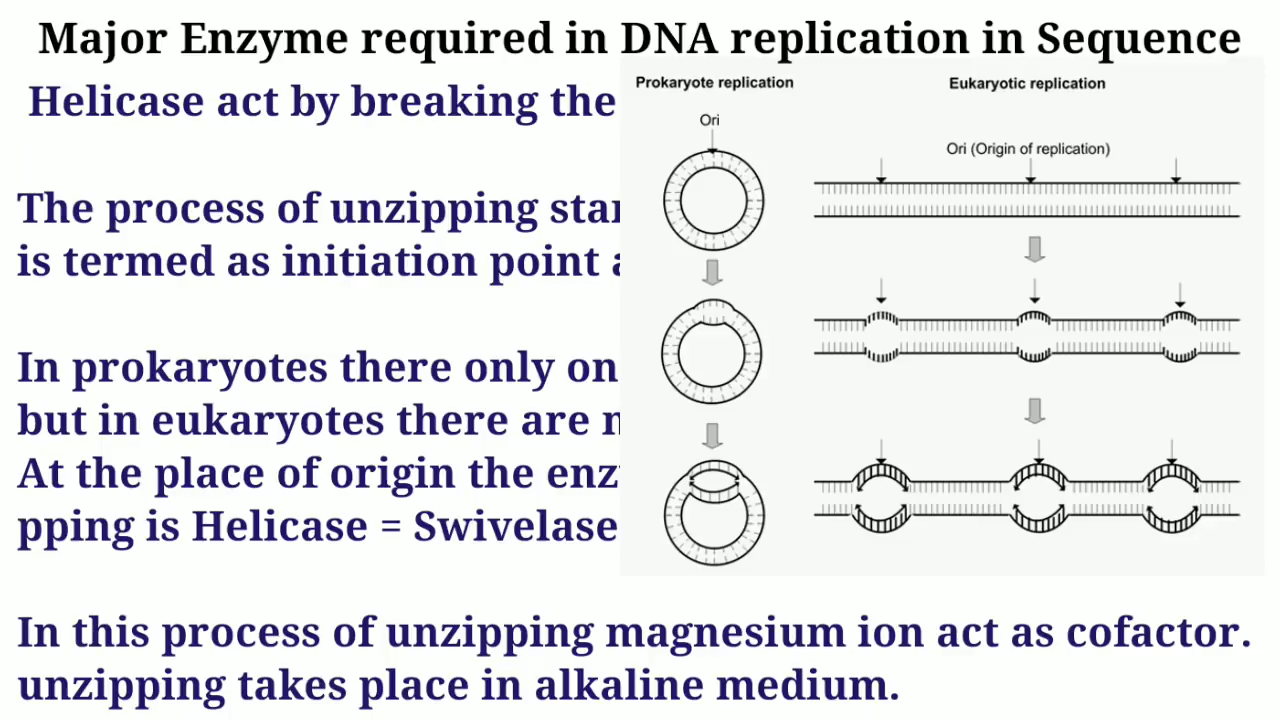 Major Enzyme required in DNA replication in Sequence
Helicase act by breaking the
The process of unzipping
is termed as initiation point
In prokaryotes there only
but in eukaryotes there are
At the place of origin the
pping is Helicase = Swivelase
In this process of unzipping magnesium ion act as cofactor.
unzipping takes place in alkaline medium.
Prokaryote replication
Ori
Eukaryotic replication
Ori (Origin of replication)